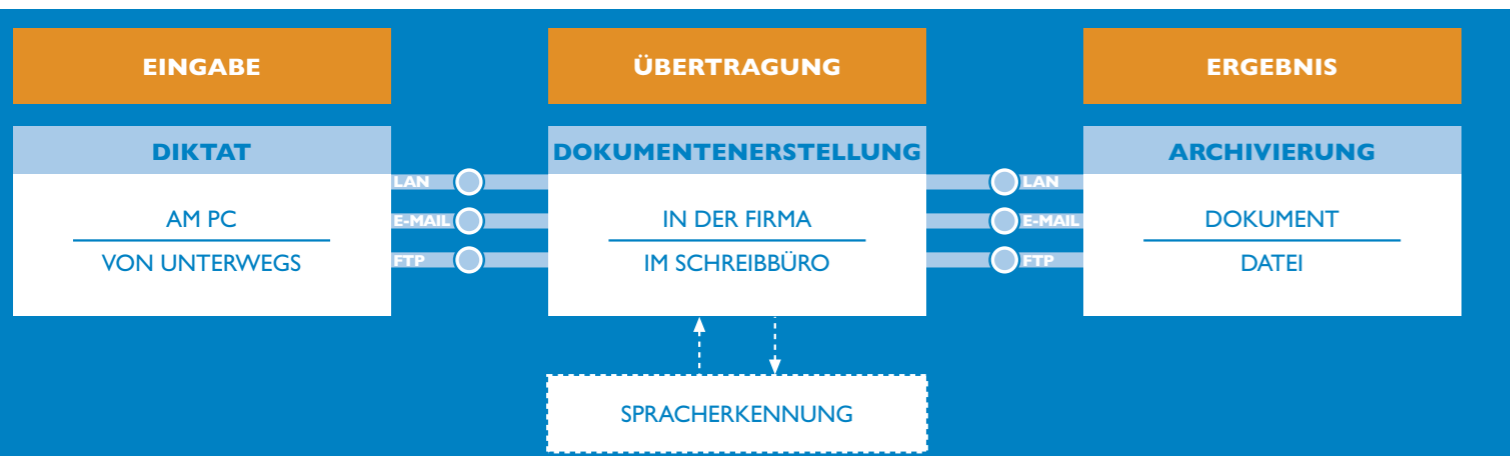 EINGABE
ÜBERTRAGUNG
ERGEBNIS
DIKTAT
AM PC
VON UNTERWEGS
LAN
E-MAIL
FTP
DOKUMENTENERSTELLUNG
IN DER FIRMA
IM SCHREIBBÜRO
LAN
E-MAIL
FTP
ARCHIVIERUNG
DOKUMENT
DATEI
SPRACHERKENNUNG